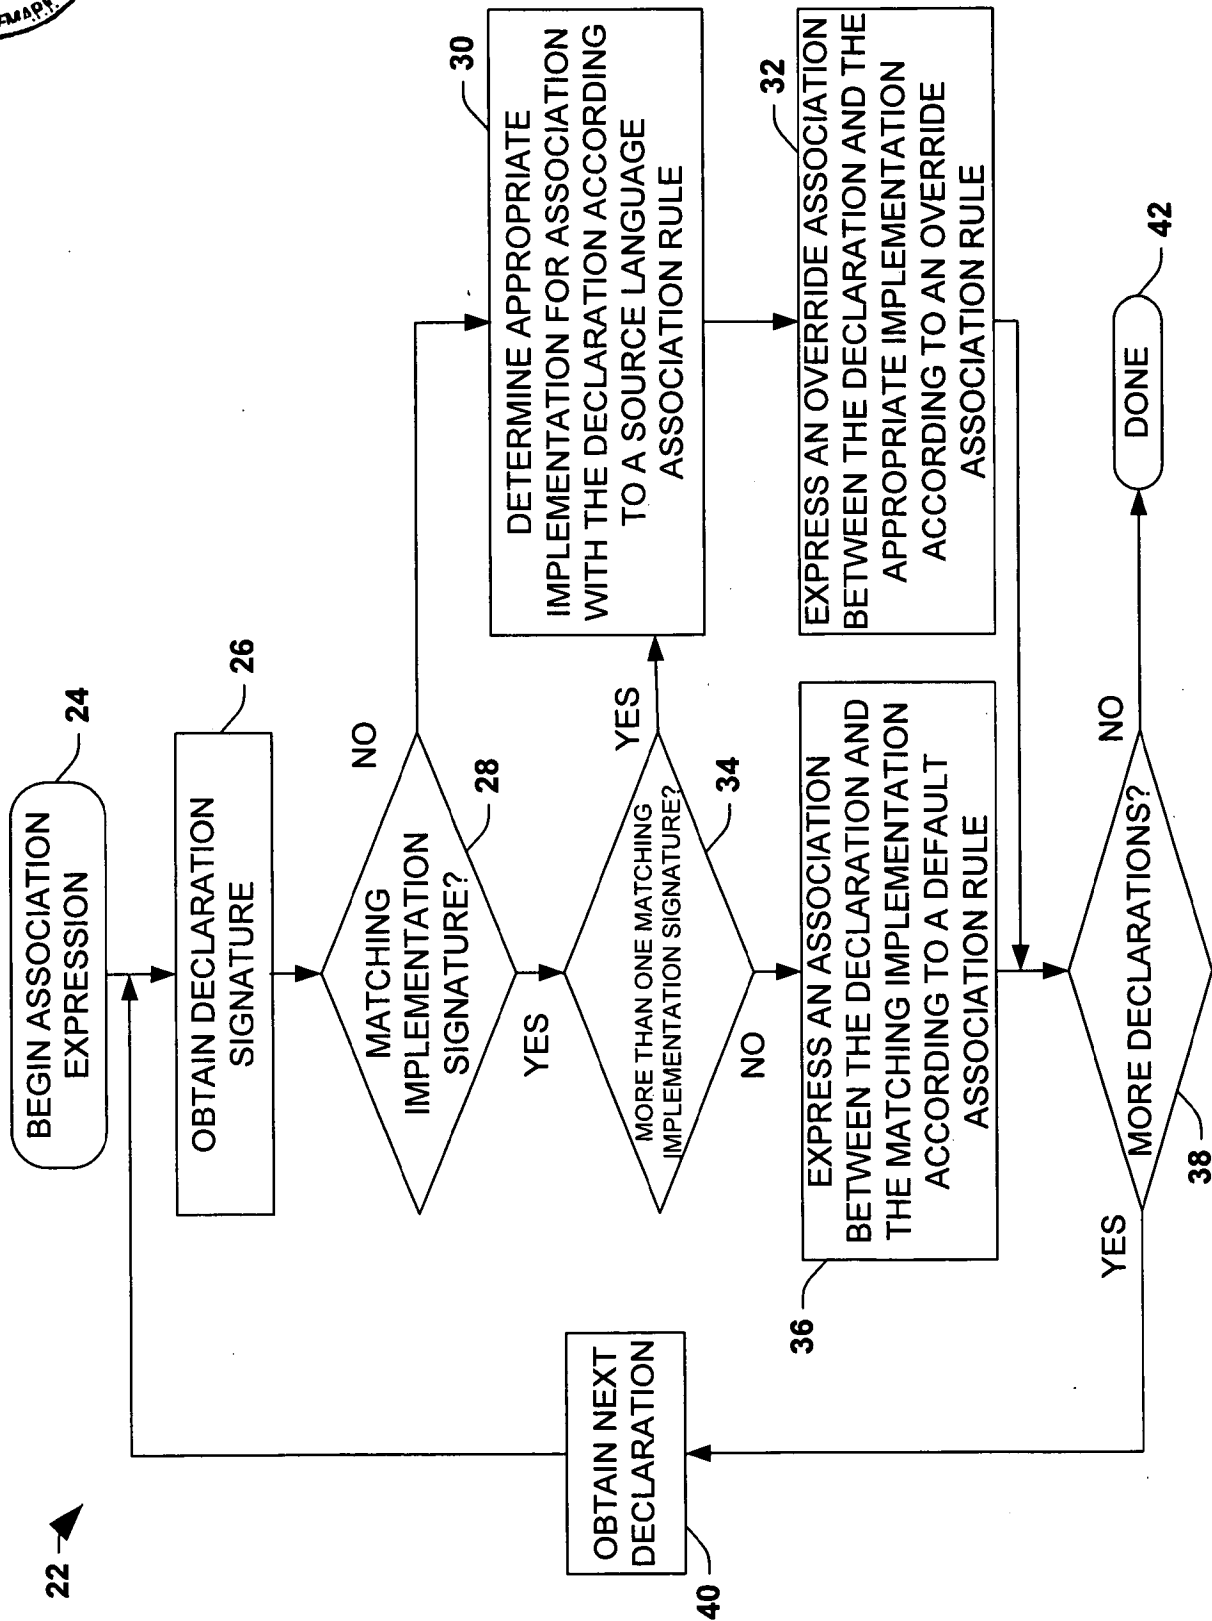 22
BEGIN ASSOCIATION
EXPRESSION
24
OBTAIN DECLARATION
SIGNATURE
26
MATCHING
IMPLEMENTATION
SIGNATURE?
28
NO
YES
DETERMINE APPROPRIATE
IMPLEMENTATION FOR ASSOCIATION
WITH THE DECLARATION ACCORDING
TO A SOURCE LANGUAGE
ASSOCIATION RULE
30
MORE THAN ONE MATCHING
IMPLEMENTATION SIGNATURE?
34
YES
NO
EXPRESS AN OVERRIDE ASSOCIATION
BETWEEN THE DECLARATION AND THE
APPROPRIATE IMPLEMENTATION
ACCORDING TO AN OVERRIDE
ASSOCIATION RULE
32
EXPRESS AN ASSOCIATION
BETWEEN THE DECLARATION AND
THE MATCHING IMPLEMENTATION
ACCORDING TO A DEFAULT
ASSOCIATION RULE
36
OBTAIN NEXT
DECLARATION
40
MORE DECLARATIONS?
38
YES
NO
DONE
42